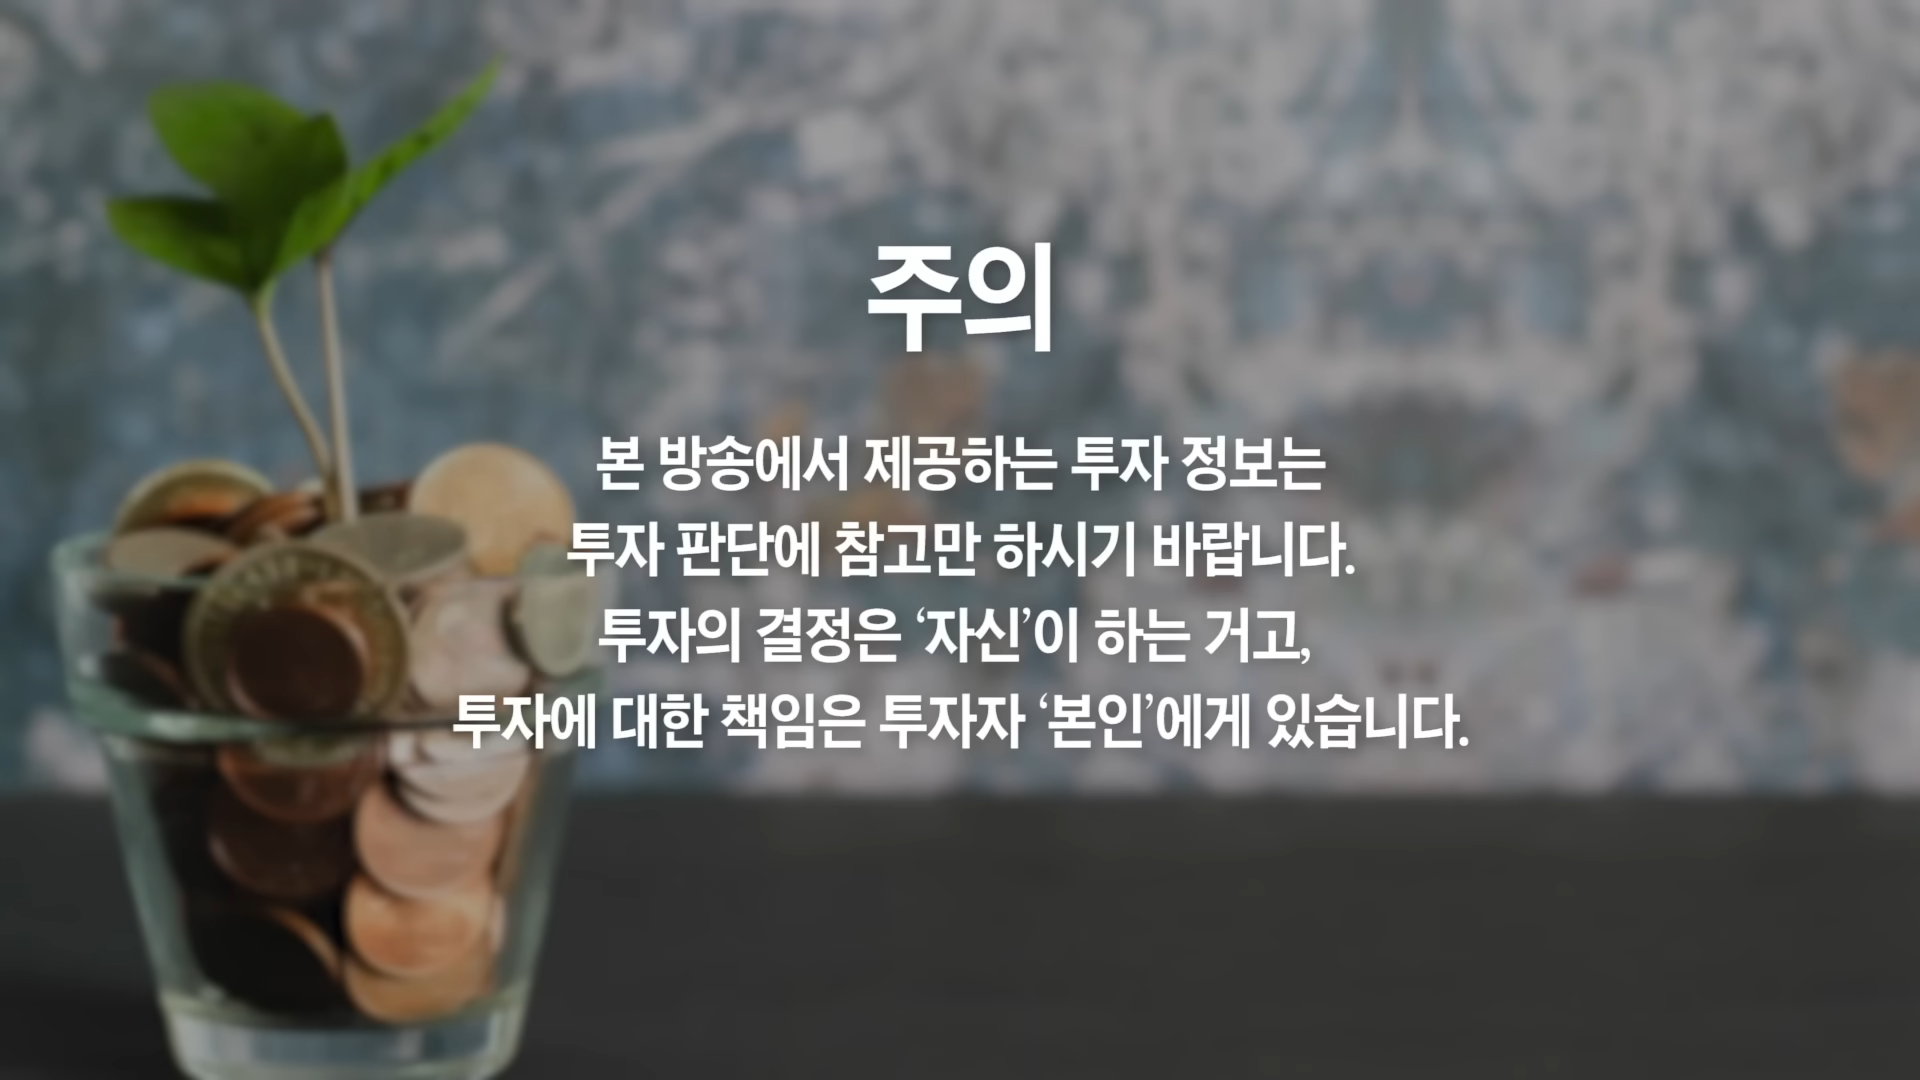 주의
본 방송에서 제공하는 투자 정보는
투자 판단에 참고만 하시기 바랍니다.
투자의 결정은 ‘자신’이 하는 거고,
투자에 대한 책임은 투자자 ‘본인’에게 있습니다.